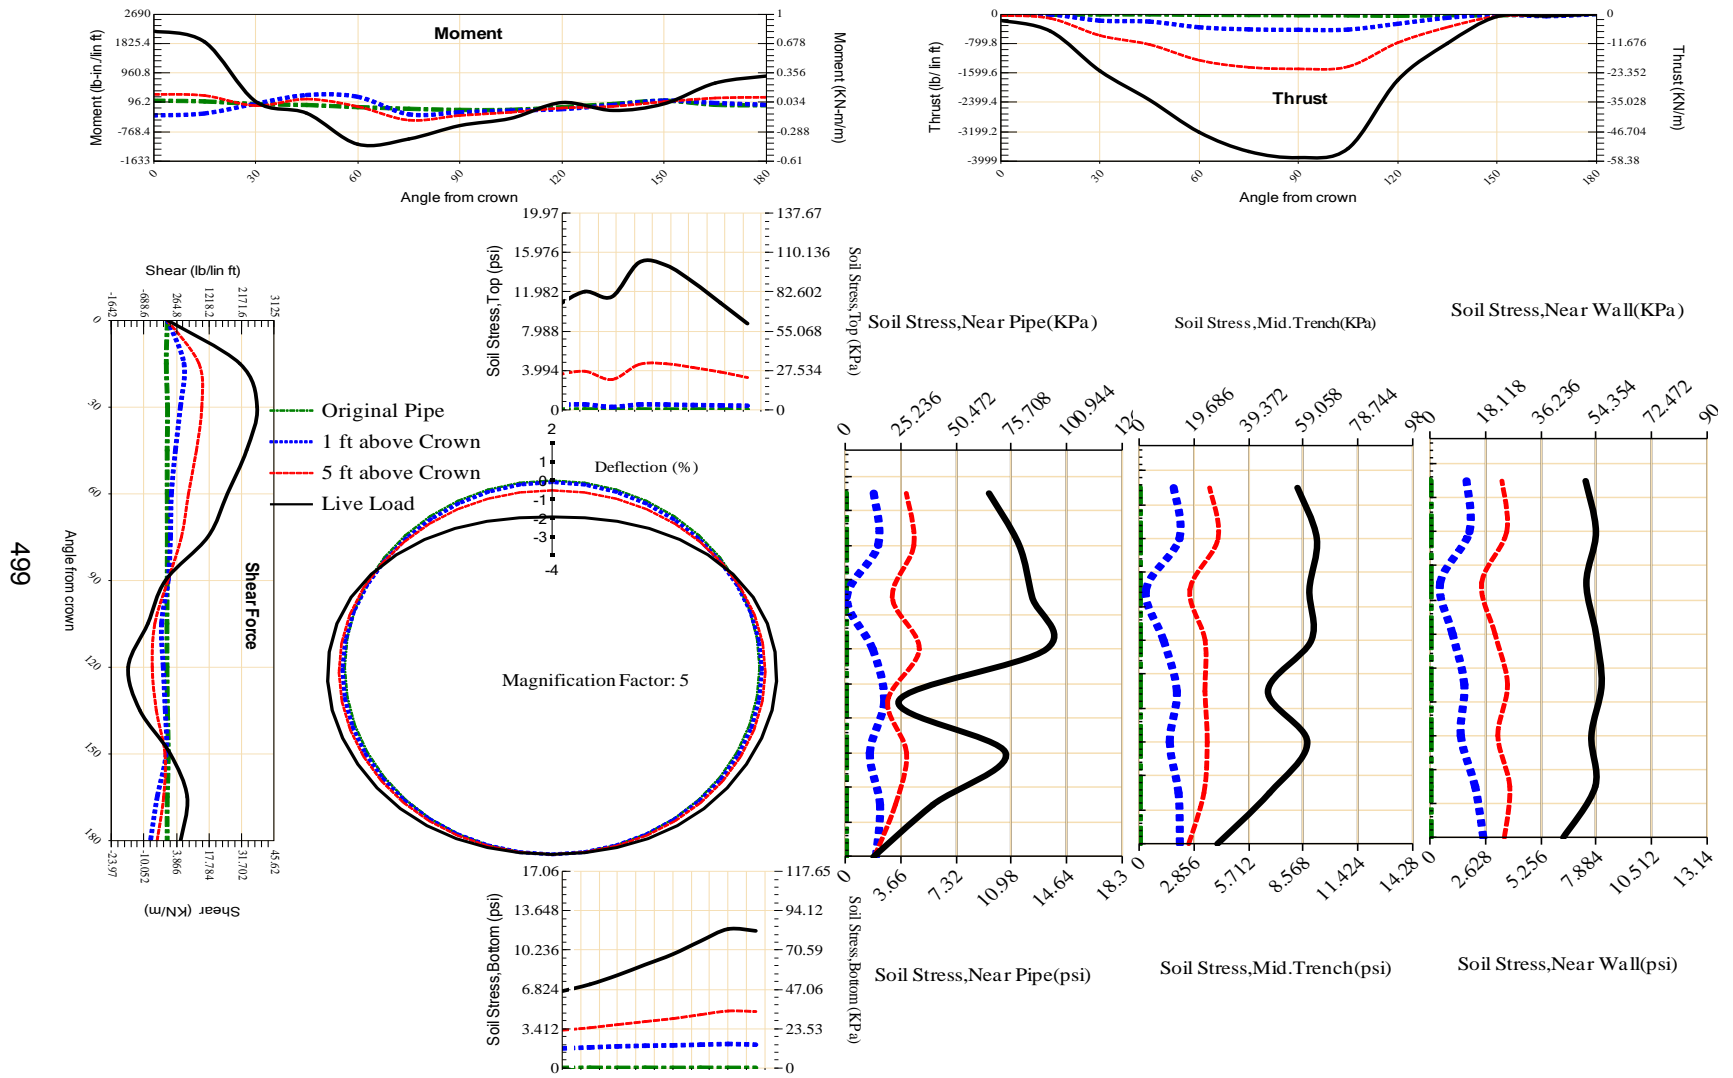 Moment
Moment (lb-in./lin ft)
2690
1825.4
960.8
96.2
-768.4
-1633
1
0.678
0.356
0.034
-0.288
-0.61
Moment (KN-m/m)
0 30 60 90 120 150 180
Angle from crown
Thrust
Thrust (lb/ lin ft)
0
-799.8
-1599.6
-2399.4
-3199.2
-3999
0
-11.676
-23.352
-35.028
-46.704
-58.38
Thrust (KN/m)
0 30 60 90 120 150 180
Angle from crown
Soil Stress,Top (psi)
19.97
15.976
11.982
7.988
3.994
0
137.67
110.136
82.602
55.068
27.534
0
Soil Stress,Top (KPa)
Shear (lb/lin ft)
-1642 -688.6 264.8 1218.2 2171.6 3125
0
30
60
90
120
150
180
Angle from crown
Shear Force
-23.97 -10.052 3.866 17.784 31.702 45.62
Shear (KN/m)
Original Pipe
1 ft above Crown
5 ft above Crown
Live Load
2
1
0
-1
-2
-3
-4
Deflection (%)
Magnification Factor: 5
499
Soil Stress,Near Pipe(KPa)
0 25.236 50.472 75.708 100.944
0 3.66 7.32 10.98 14.64 18.3
Soil Stress,Near Pipe(psi)
Soil Stress,Mid.Trench(KPa)
0 19.686 39.372 59.058 78.744 98
0 2.856 5.712 8.568 11.424 14.28
Soil Stress,Mid.Trench(psi)
Soil Stress,Near Wall(KPa)
0 18.118 36.236 54.354 72.472 90
0 2.628 5.256 7.884 10.512 13.14
Soil Stress,Near Wall(psi)
Soil Stress,Bottom (psi)
17.06
13.648
10.236
6.824
3.412
0
117.65
94.12
70.59
47.06
23.53
0
Soil Stress,Bottom (KPa)